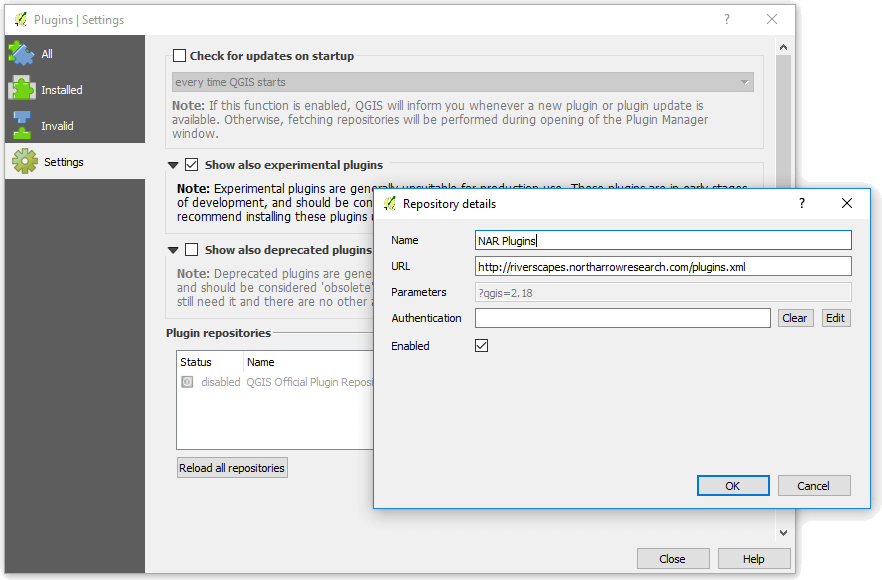 Plugins | Settings
All
Installed
Invalid
Settings
Check for updates on startup
every time QGIS starts
Note: If this function is enabled, QGIS will inform you whenever a new plugin or plugin update is
available. Otherwise, fetching repositories will be performed during opening of the Plugin Manager
window.
Show also experimental plugins
Note: Experimental plugins are generally unsuitable for production use. These plugins are in early stages
of development, and should be con
recommend installing these plugins
Show also deprecated plugins
Note: Deprecated plugins are gene
and should be considered 'obsolete'
still need it and there are no other a
Plugin repositories
Status Name
disabled QGIS Official Plugin Reposi
Reload all repositories
Close Help
Repository details
Name NAR Plugins
URL http://riverscapes.northarrowresearch.com/plugins.xml
Parameters ?qgis=2.18
Authentication Clear Edit
Enabled
OK Cancel